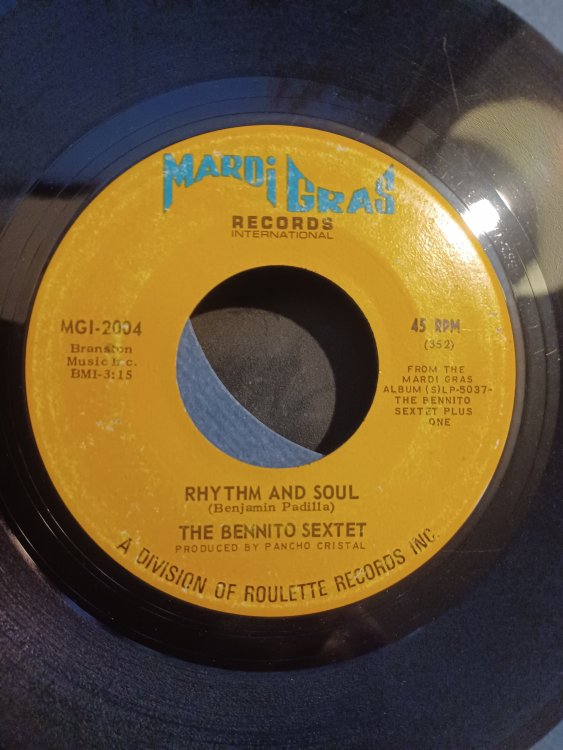 MARDI GRAS
RECORDS
INTERNATIONAL
MGI-2004
Branston
Music Inc.
BMI-3:15
45 RPM
(352)
FROM THE
MARDI GRAS
ALBUM (S)LP-5037-
THE BENNITO
SEXTET PLUS
ONE
RHYTHM AND SOUL
(Benjamin Padilla)
THE BENNITO SEXTET
PRODUCED BY PANCHO CRISTAL
A DIVISION OF ROULETTE RECORDS INC.